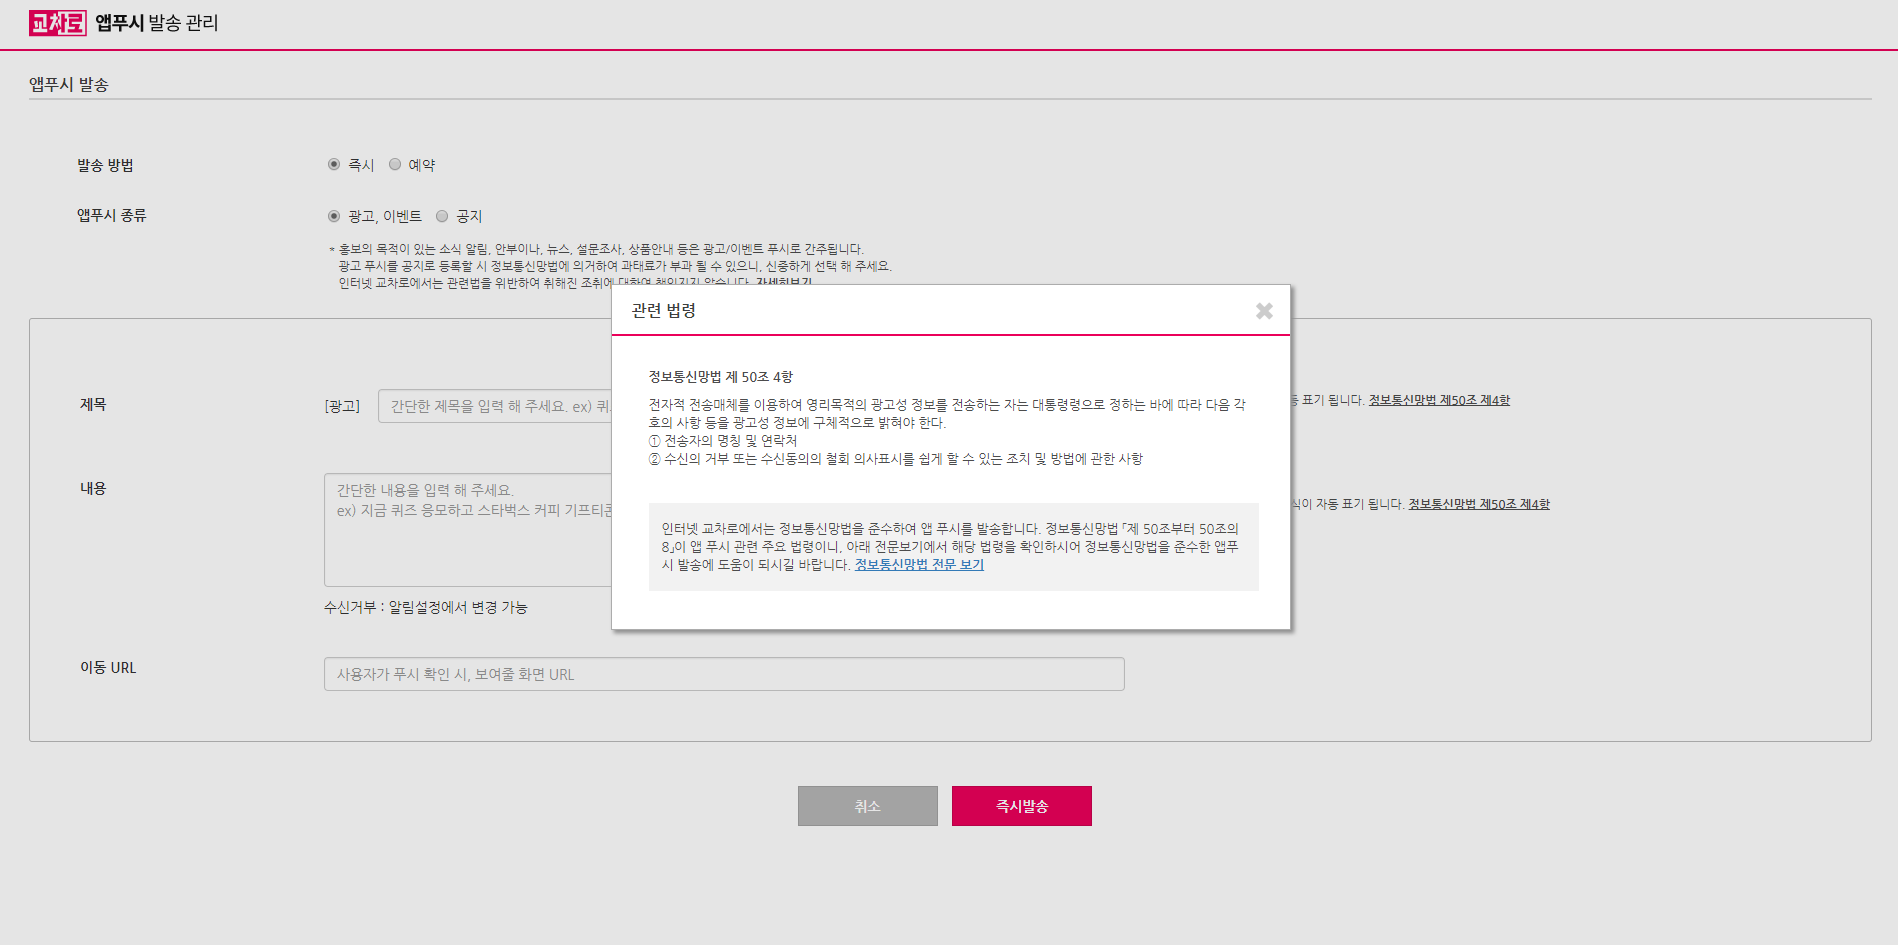 교차로 앱푸시 발송 관리
앱푸시 발송
발송 방법
즉시 예약
앱푸시 종류
광고, 이벤트 공지
* 홍보의 목적이 있는 소식 알림, 안부이나, 뉴스, 설문조사, 상품안내 등은 광고/이벤트 푸시로 간주됩니다.
광고 푸시를 공지로 등록할 시 정보통신망법에 의거하여 과태료가 부과 될 수 있으니, 신중하게 선택 해 주세요.
인터넷 교차로에서는 관련법을 위반하여 취해진 조취에 대하여 책임지지 않습니다. 자세히보기
관련 법령
정보통신망법 제 50조 4항
전자적 전송매체를 이용하여 영리목적의 광고성 정보를 전송하는 자는 대통령령으로 정하는 바에 따라 다음 각
호의 사항 등을 광고성 정보에 구체적으로 밝혀야 한다.
① 전송자의 명칭 및 연락처
② 수신의 거부 또는 수신동의의 철회 의사표시를 쉽게 할 수 있는 조치 및 방법에 관한 사항
인터넷 교차로에서는 정보통신망법을 준수하여 앱 푸시를 발송합니다. 정보통신망법 「제 50조부터 50조의
8」이 앱 푸시 관련 주요 법령이니, 아래 전문보기에서 해당 법령을 확인하시어 정보통신망법을 준수한 앱푸
시 발송에 도움이 되시길 바랍니다. 정보통신망법 전문 보기
제목
[광고] 간단한 제목을 입력 해 주세요. ex)
표기 됩니다. 정보통신망법 제50조 제4항
내용
간단한 내용을 입력 해 주세요.
ex) 지금 퀴즈 응모하고 스타벅스 커피 기프티콘
식이 자동 표기 됩니다. 정보통신망법 제50조 제4항
수신거부 : 알림설정에서 변경 가능
이동 URL
사용자가 푸시 확인 시, 보여줄 화면 URL
취소 즉시발송